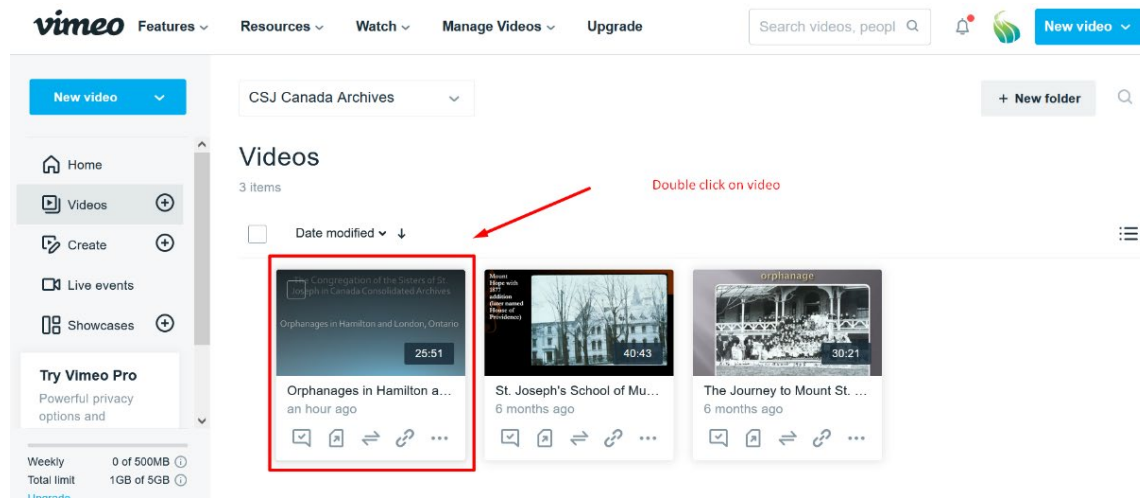 vimeo Features Resources Watch Manage Videos Upgrade Search videos, peopl New video
New video
CSJ Canada Archives
+ New folder
Home
Videos
Create
Live events
Showcases
Try Vimeo Pro
Powerful privacy
options and
Weekly 0 of 500MB
Total limit 1GB of 5GB
Upgrade
Videos
3 items
Double click on video
Date modified
The Congregation of the Sisters of St.
Joseph in Canada Consolidated Archives
Orphanages in Hamilton and London, Ontario
25:51
Orphanages in Hamilton a...
an hour ago
Mount
Hope with
1877
addition
(later named
House of
Providence)
40:43
St. Joseph's School of Mu...
6 months ago
orphanage
30:21
The Journey to Mount St. ...
6 months ago